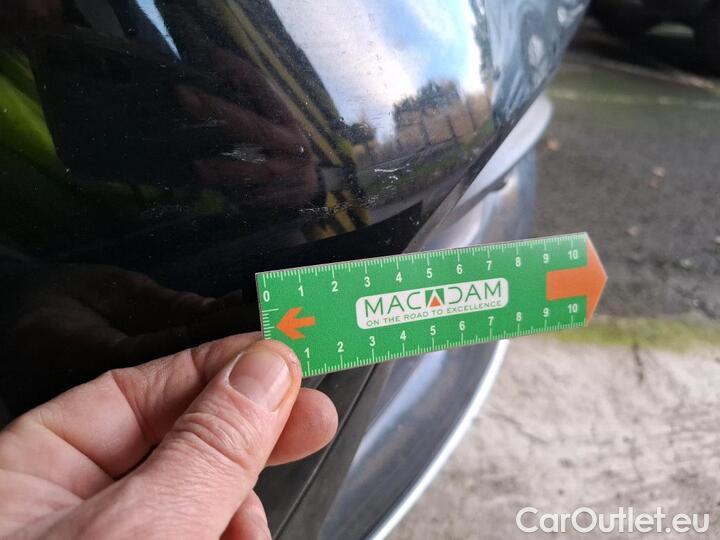 0 1 2 3 4 5 6 7 8 9 10
MACADAM
ON THE ROAD TO EXCELLENCE
1 2 3 4 5 6 7 8 9 10
CarOutlet.eu